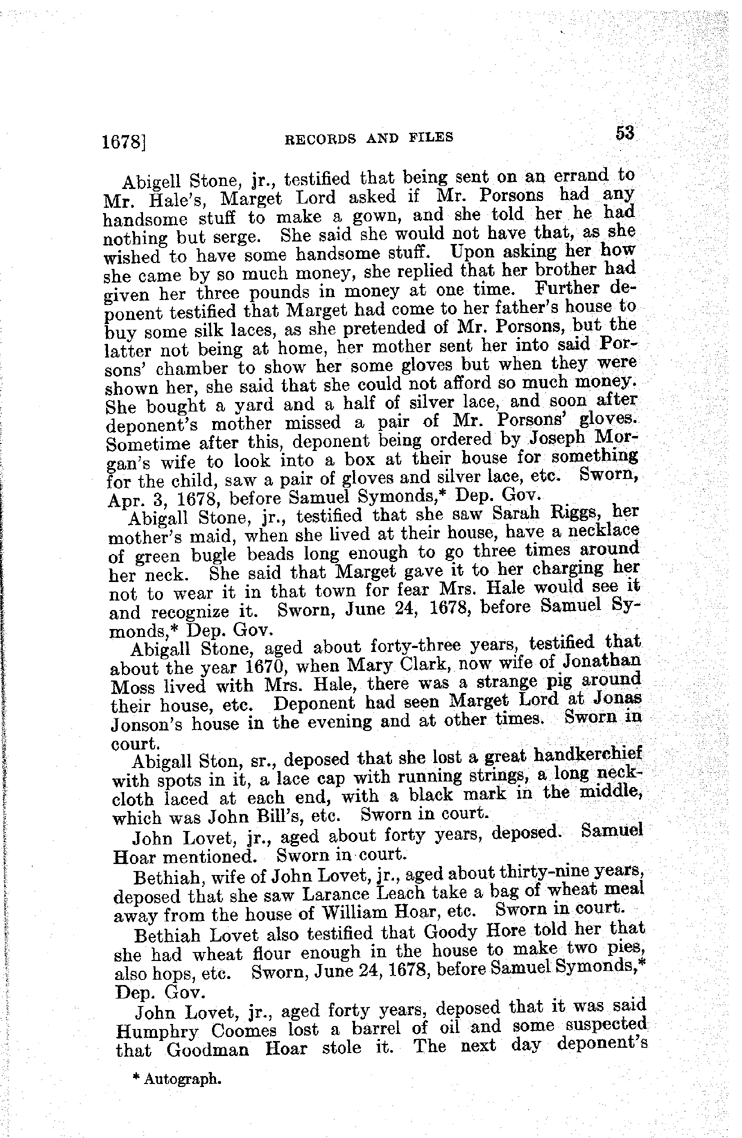 1678] RECORDS AND FILES 53
Abigell Stone, jr., testified that being sent on an errand to
Mr. Hale's, Marget Lord asked if Mr. Porsons had any
handsome stuff to make a gown, and she told her he had
nothing but serge. She said she would not have that, as she
wished to have some handsome stuff. Upon asking her how
she came by so much money, she replied that her brother had
given her three pounds in money at one time. Further de-
ponent testified that Marget had come to her father's house to
buy some silk laces, as she pretended of Mr. Porsons, but the
latter not being at home, her mother sent her into said Por-
sons' chamber to show her some gloves but when they were
shown her, she said that she could not afford so much money.
She bought a yard and a half of silver lace, and soon after
deponent's mother missed a pair of Mr. Porsons' gloves.
Sometime after this, deponent being ordered by Joseph Mor-
gan's wife to look into a box at their house for something
for the child, saw a pair of gloves and silver lace, etc. Sworn,
Apr. 3, 1678, before Samuel Symonds,* Dep. Gov.
Abigall Stone, jr., testified that she saw Sarah Riggs, her
mother's maid, when she lived at their house, have a necklace
of green bugle beads long enough to go three times around
her neck. She said that Marget gave it to her charging her
not to wear it in that town for fear Mrs. Hale would see it
and recognize it. Sworn, June 24, 1678, before Samuel Sy-
monds,* Dep. Gov.
Abigall Stone, aged about forty-three years, testified that
about the year 1670, when Mary Clark, now wife of Jonathan
Moss lived with Mrs. Hale, there was a strange pig around
their house, etc. Deponent had seen Marget Lord at Jonas
Jonson's house in the evening and at other times. Sworn in
court.
Abigall Ston, sr., deposed that she lost a great handkerchief
with spots in it, a lace cap with running strings, a long neck-
cloth laced at each end, with a black mark in the middle,
which was John Bill's, etc. Sworn in court.
John Lovet, jr., aged about forty years, deposed. Samuel
Hoar mentioned. Sworn in court.
Bethiah, wife of John Lovet, jr., aged about thirty-nine years,
deposed that she saw Larance Leach take a bag of wheat meal
away from the house of William Hoar, etc. Sworn in court.
Bethiah Lovet also testified that Goody Hore told her that
she had wheat flour enough in the house to make two pies,
also hops, etc. Sworn, June 24, 1678, before Samuel Symonds,*
Dep. Gov.
John Lovet, jr., aged forty years, deposed that it was said
Humphry Coomes lost a barrel of oil and some suspected
that Goodman Hoar stole it. The next day deponent's
* Autograph.